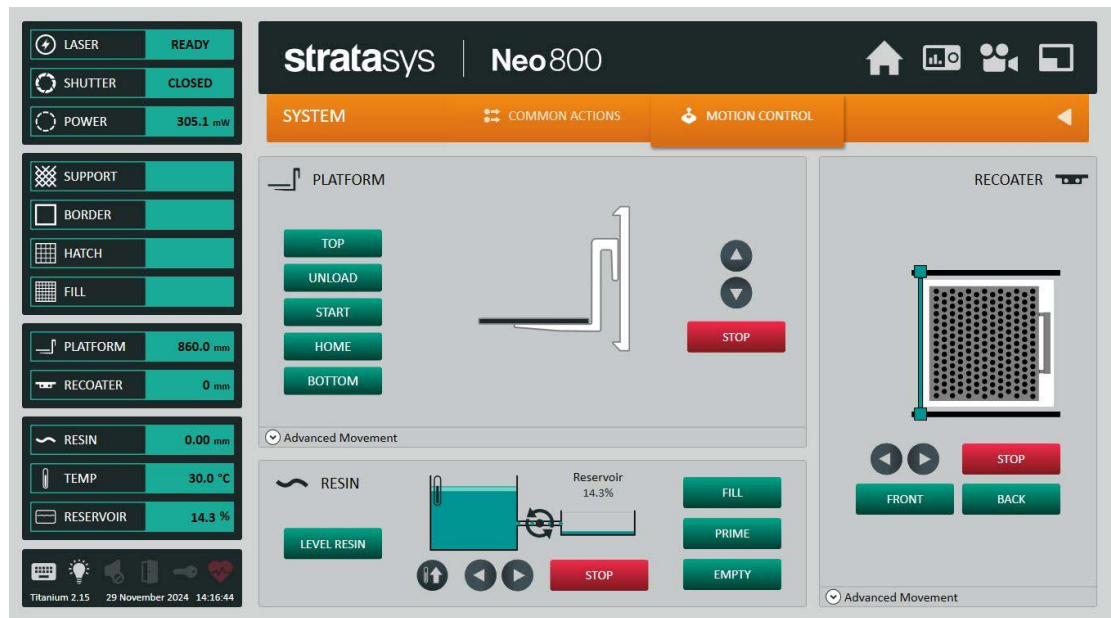 LASER READY
SHUTTER CLOSED
POWER 305.1 mW
SUPPORT
BORDER
HATCH
FILL
PLATFORM 860.0 mm
RECOATER 0 mm
RESIN 0.00 mm
TEMP 30.0 °C
RESERVOIR 14.3 %
Titanium 2.15 29 November 2024 14:16:44
stratasys Neo800
SYSTEM COMMON ACTIONS MOTION CONTROL
PLATFORM
TOP
UNLOAD
START
HOME
BOTTOM
STOP
Advanced Movement
RESIN
LEVEL RESIN
Reservoir
14.3%
STOP
FILL
PRIME
EMPTY
RECOATER
STOP
FRONT BACK
Advanced Movement